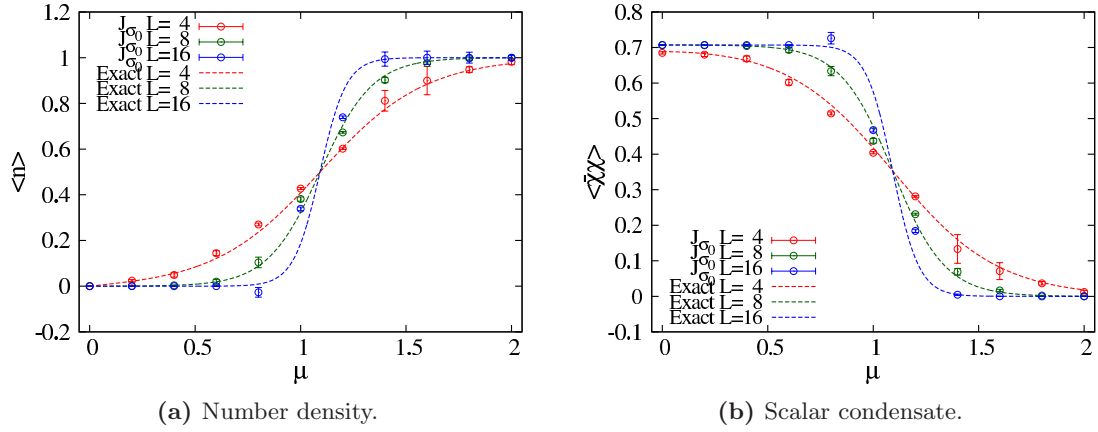 1.2
1
0.8
0.6
0.4
0.2
0
-0.2
0
0.5
1
1.5
2
<n>
μ
Jσ0 L= 4
Jσ0 L= 8
Jσ0 L=16
Exact L= 4
Exact L= 8
Exact L=16
(a) Number density.
0.8
0.7
0.6
0.5
0.4
0.3
0.2
0.1
0
-0.1
0
0.5
1
1.5
2
<χ̄χ>
μ
Jσ0 L= 4
Jσ0 L= 8
Jσ0 L=16
Exact L= 4
Exact L= 8
Exact L=16
(b) Scalar condensate.